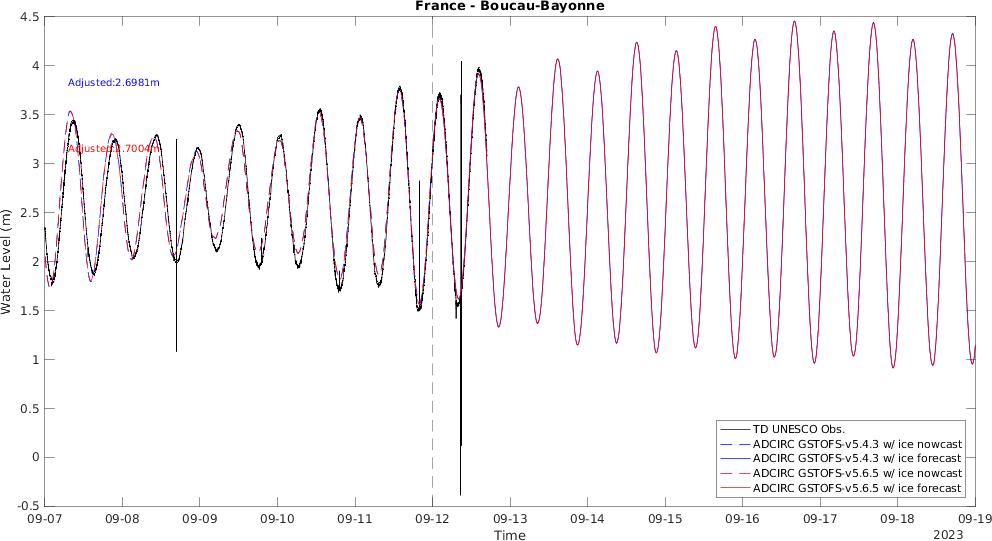 France - Boucau-Bayonne
4.5
4
3.5
3
2.5
2
1.5
1
0.5
0
-0.5
Water Level (m)
Adjusted:2.6981m
Adjusted:2.7004m
TD UNESCO Obs.
ADCIRC GSTOFS-v5.4.3 w/ ice nowcast
ADCIRC GSTOFS-v5.4.3 w/ ice forecast
ADCIRC GSTOFS-v5.6.5 w/ ice nowcast
ADCIRC GSTOFS-v5.6.5 w/ ice forecast
09-07 09-08 09-09 09-10 09-11 09-12 09-13 09-14 09-15 09-16 09-17 09-18 09-19
Time
2023